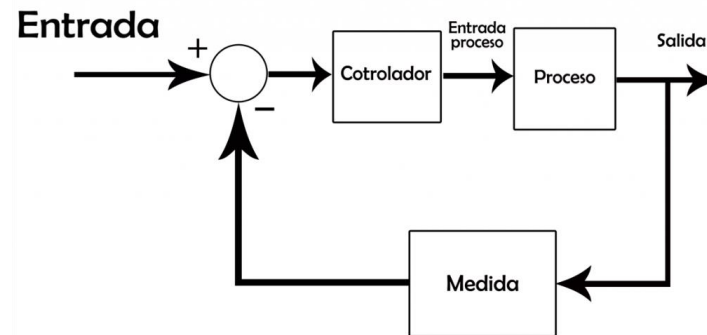 Entrada
+
−
Cotrolador
Entrada
proceso
Proceso
Salida
Medida